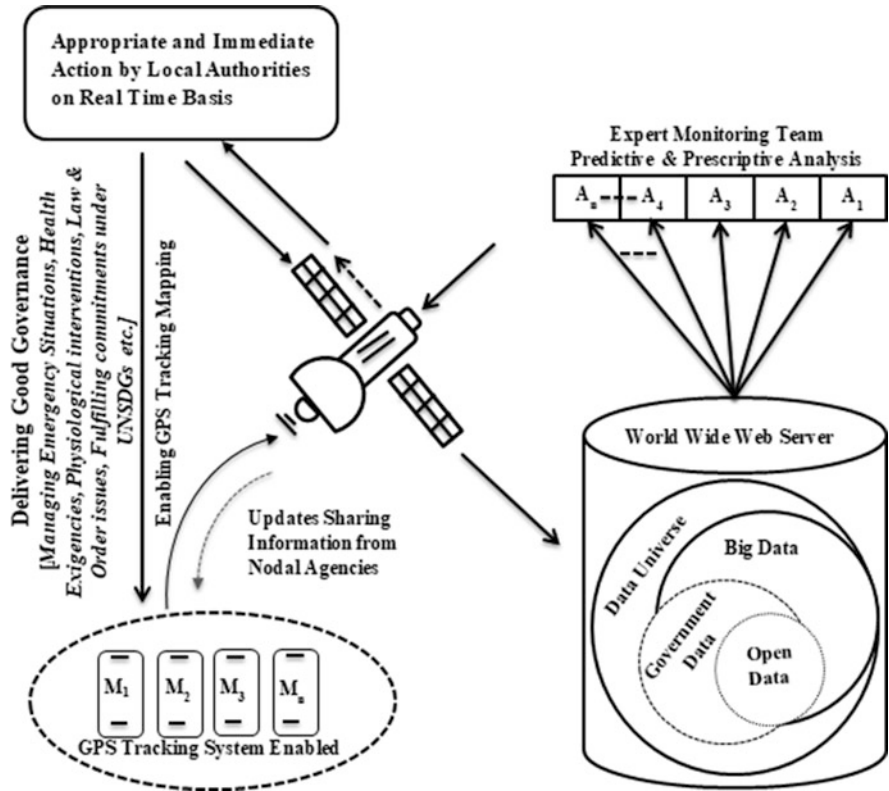 Appropriate and Immediate
Action by Local Authorities
on Real Time Basis
Expert Monitoring Team
Predictive & Prescriptive Analysis
Aₙ A₄ A₃ A₂ A₁
Delivering Good Governance
[Managing Emergency Situations, Health
Exigencies, Physiological interventions, Law &
Order issues, Fulfilling commitments under
UNSDGs etc.]
Enabling GPS Tracking Mapping
Updates Sharing
Information from
Nodal Agencies
M₁ M₂ M₃ Mₙ
GPS Tracking System Enabled
World Wide Web Server
Data Universe
Big Data
Government
Data
Open
Data